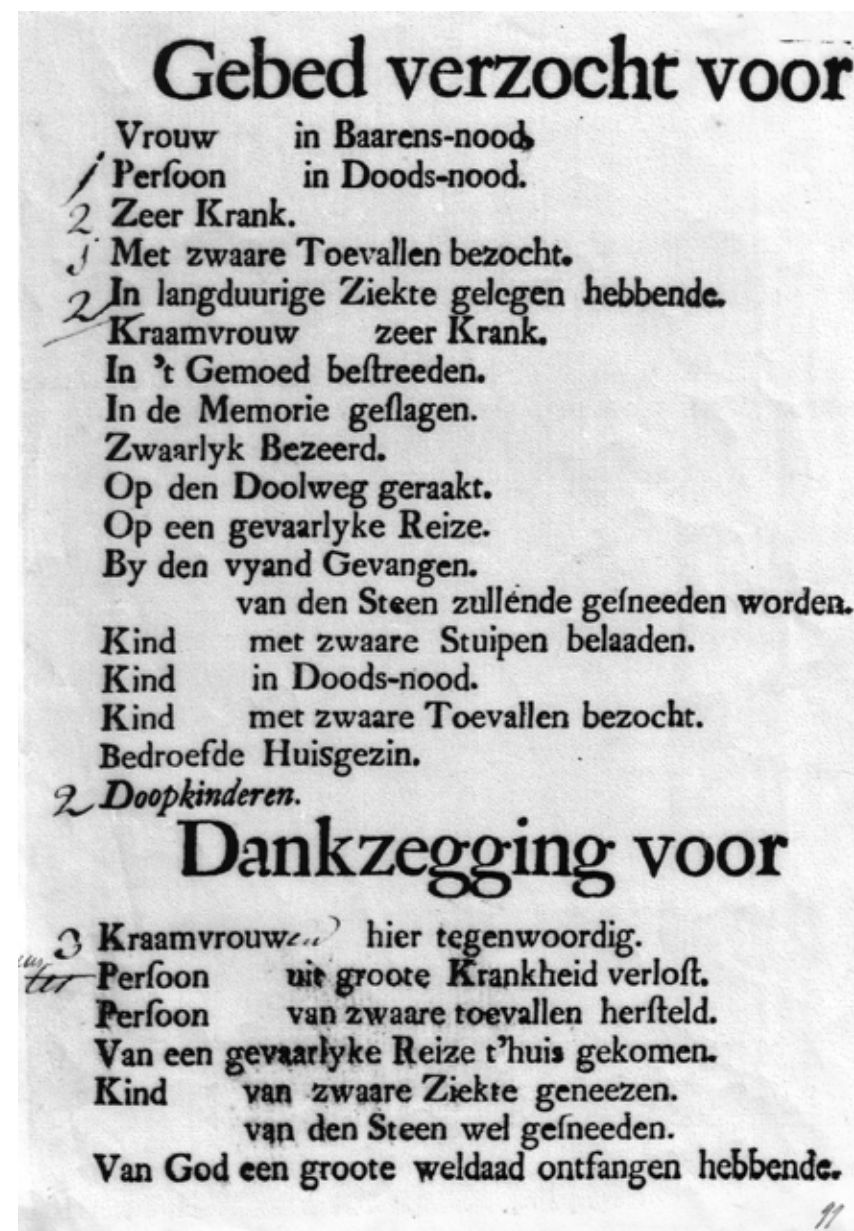 Gebed verzocht voor
Vrouw in Baarens-nood,
1 Perſoon in Doods-nood.
2 Zeer Krank.
1 Met zwaare Toevallen bezocht.
2 In langduurige Ziekte gelegen hebbende.
Kraamvrouw zeer Krank.
In 't Gemoed beſtreeden.
In de Memorie geſlagen.
Zwaarlyk Bezeerd.
Op den Doolweg geraakt.
Op een gevaarlyke Reize.
By den vyand Gevangen.
van den Steen zullende geſneeden worden.
Kind met zwaare Stuipen belaaden.
Kind in Doods-nood.
Kind met zwaare Toevallen bezocht.
Bedroefde Huisgezin.
2 Doopkinderen.
Dankzegging voor
3 Kraamvrouwen hier tegenwoordig.
Perſoon uit groote Krankheid verloſt.
Perſoon van zwaare toevallen herſteld.
Van een gevaarlyke Reize t'huis gekomen.
Kind van zwaare Ziekte geneezen.
van den Steen wel geſneeden.
Van God een groote weldaad ontfangen hebbende.